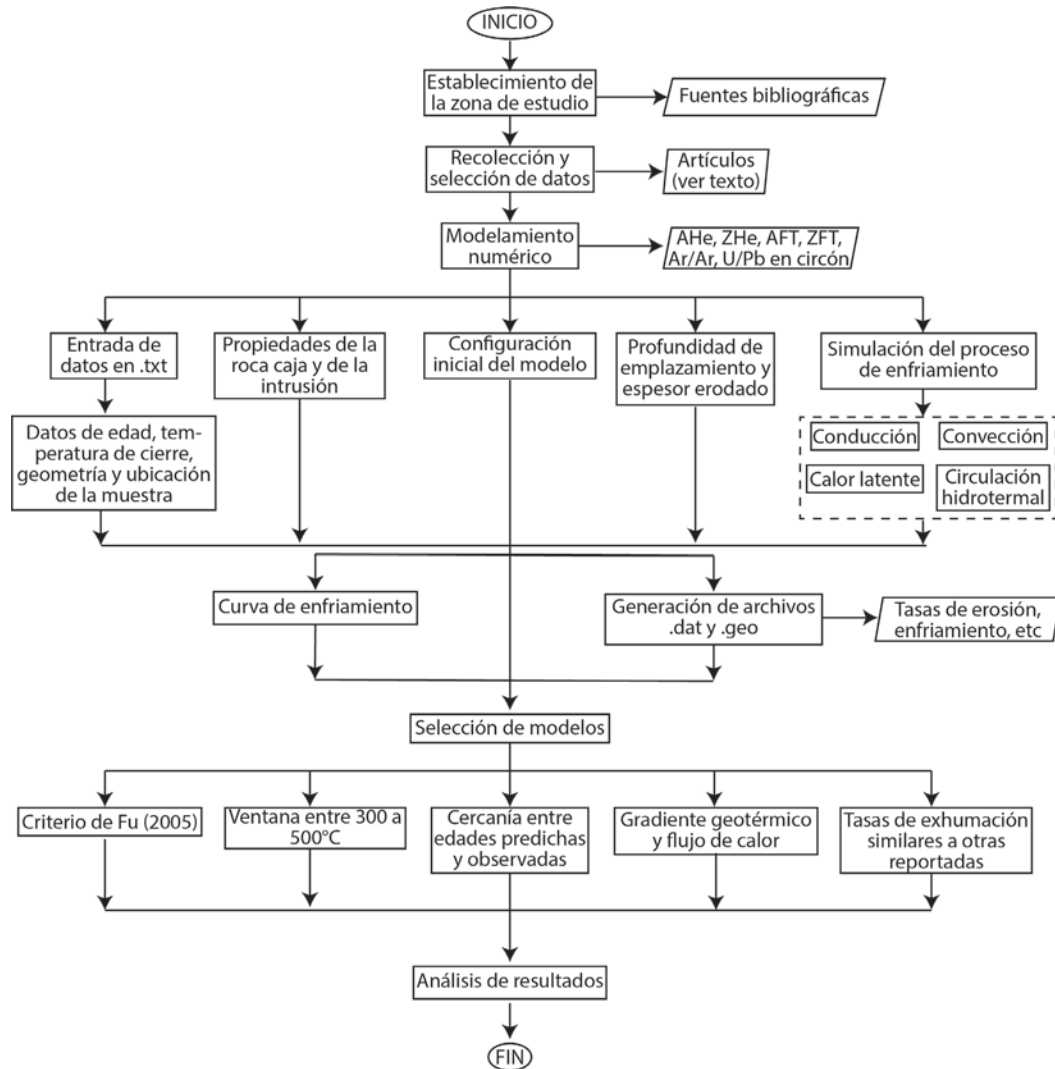 INICIO
Establecimiento de
la zona de estudio
Fuentes bibliográficas
Recolección y
selección de datos
Artículos
(ver texto)
Modelamiento
numérico
AHe, ZHe, AFT, ZFT,
Ar/Ar, U/Pb en circón
Entrada de
datos en .txt
Propiedades de la
roca caja y de la
intrusión
Configuración
inicial del modelo
Profundidad de
emplazamiento y
espesor erodado
Simulación del proceso
de enfriamiento
Datos de edad, tem-
peratura de cierre,
geometría y ubicación
de la muestra
Conducción
Convección
Calor latente
Circulación
hidrotermal
Curva de enfriamiento
Generación de archivos
.dat y .geo
Tasas de erosión,
enfriamiento, etc
Selección de modelos
Criterio de Fu (2005)
Ventana entre 300 a
500°C
Cercanía entre
edades predichas
y observadas
Gradiente geotérmico
y flujo de calor
Tasas de exhumación
similares a otras
reportadas
Análisis de resultados
FIN